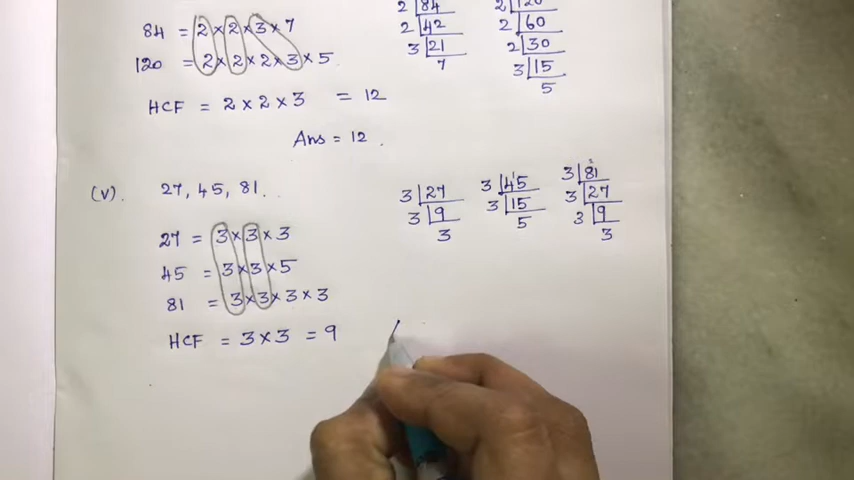 84 = 2 × 2 × 3 × 7
120 = 2 × 2 × 2 × 3 × 5
HCF = 2 × 2 × 3 = 12
Ans = 12 .
2 84
2 42
3 21
7
2 120
2 60
2 30
3 15
5
(v). 27, 45, 81.
27 = 3 × 3 × 3
45 = 3 × 3 × 5
81 = 3 × 3 × 3 × 3
HCF = 3 × 3 = 9
3 27
3 9
3
3 45
3 15
5
3 81
3 27
3 9
3